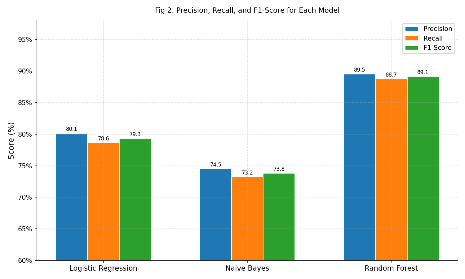 Fig 2. Precision, Recall, and F1-Score for Each Model
Precision
Recall
F1 Score
Score (%)
95%
90%
85%
80%
75%
70%
65%
60%
80.1
78.6
79.3
74.5
73.2
73.8
89.5
88.7
89.1
Logistic Regression
Naive Bayes
Random Forest